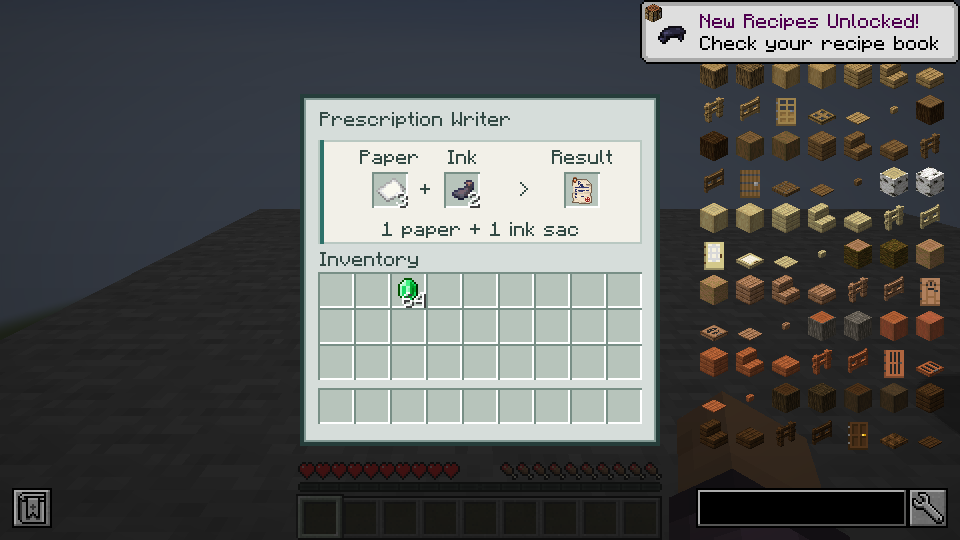 New Recipes Unlocked!
Check your recipe book
Prescription Writer
Paper Ink Result
3 + 2 >
1 paper + 1 ink sac
Inventory